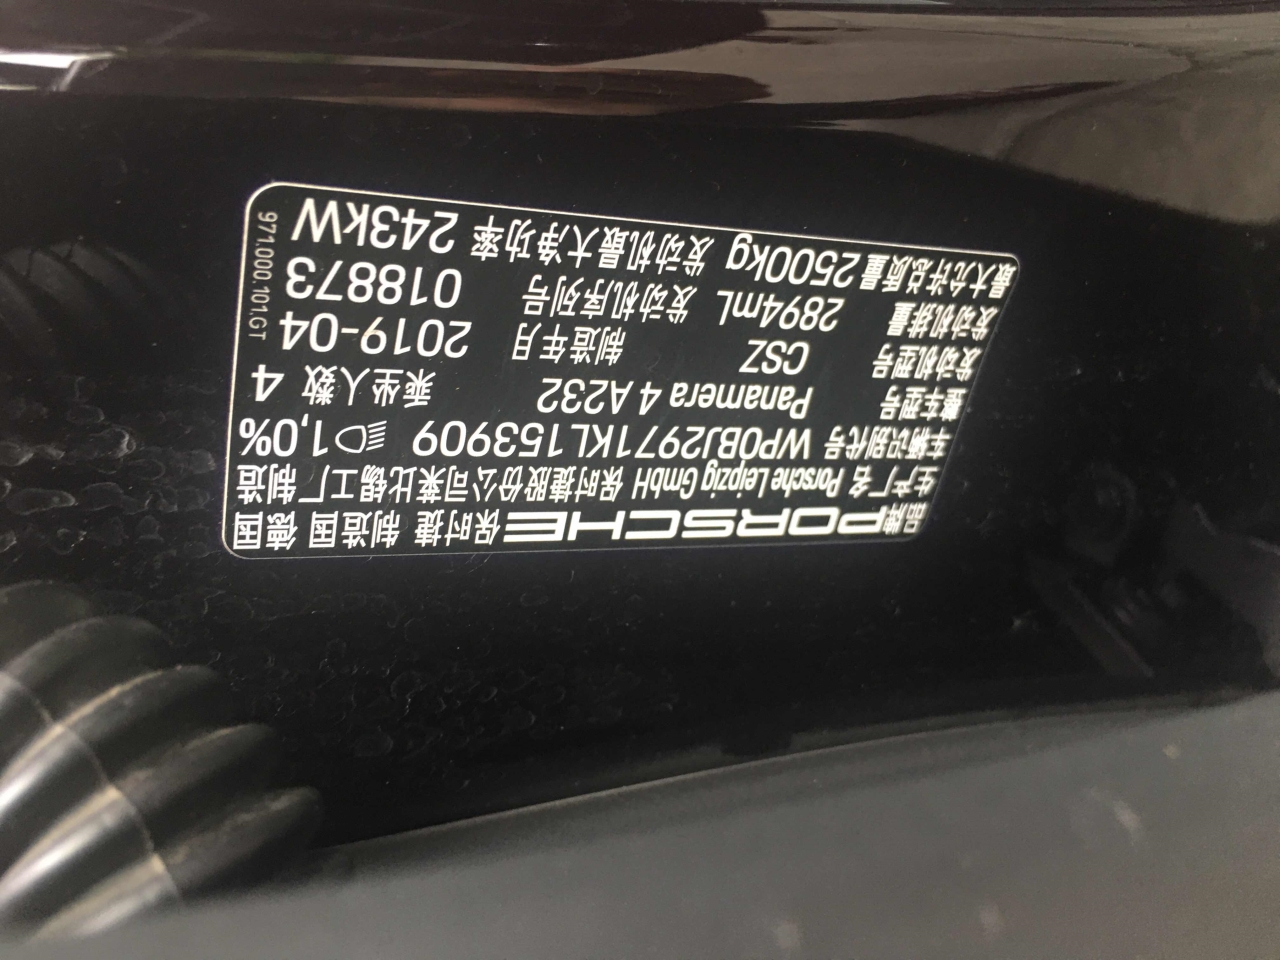 品牌 PORSCHE 保时捷 制造国 德国
生产厂名 Porsche Leipzig GmbH 保时捷股份公司莱比锡工厂制造
车辆识别代号 WP0BJ2971KL153909 1,0%
整车型号 Panamera 4 A232 乘坐人数 4
发动机型号 CSZ 制造年月 2019-04
发动机排量 2894mL 发动机序列号 018873
最大允许总质量 2500kg 发动机最大净功率 243kW
971.000.101.GT